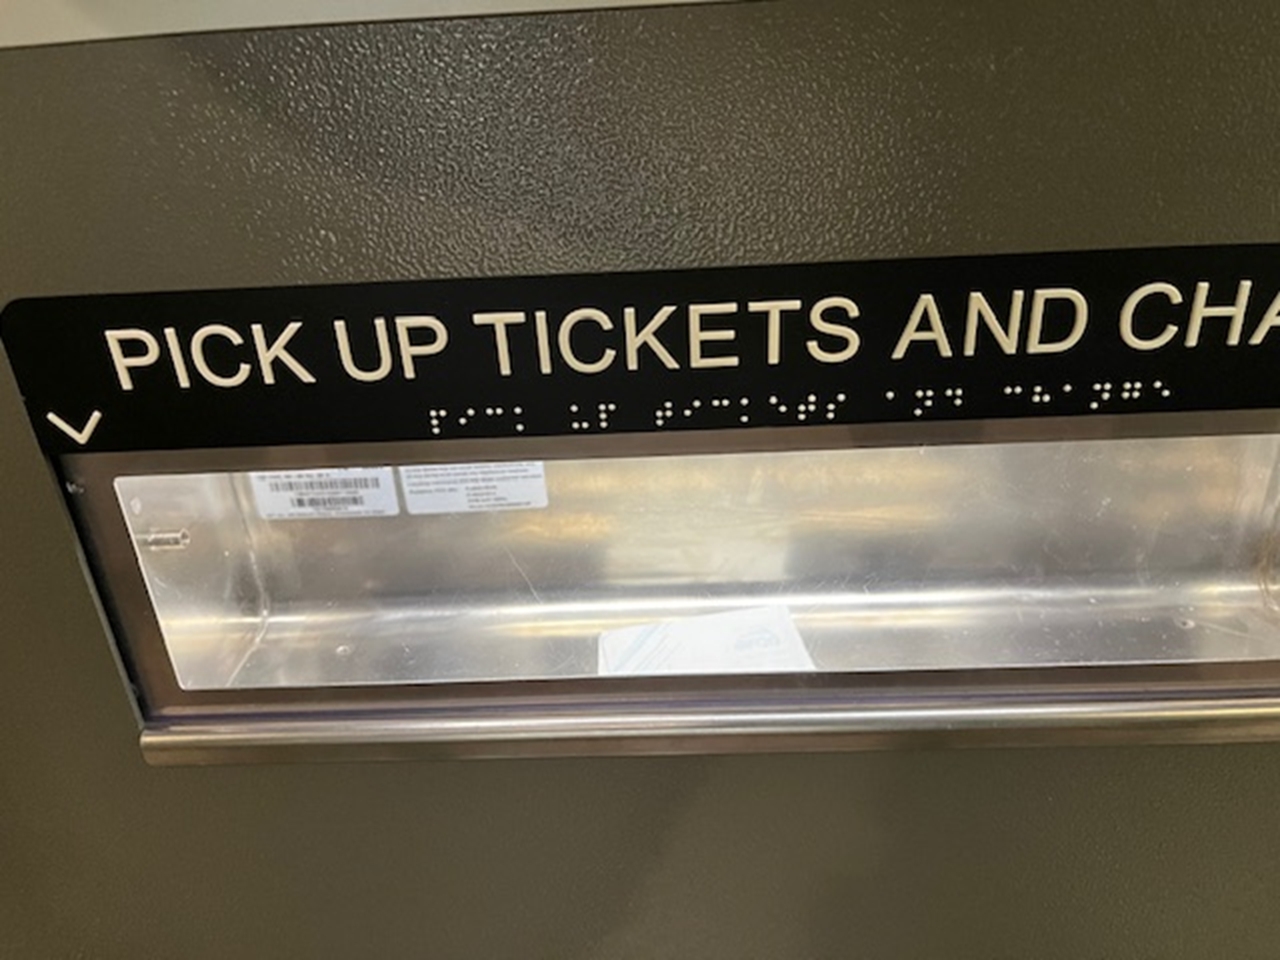 PICK UP TICKETS AND CHA
⠏⠊⠉⠅ ⠥⠏ ⠞⠊⠉⠅⠑⠞⠎ ⠁⠝⠙ ⠉⠓⠁⠝⠛⠑